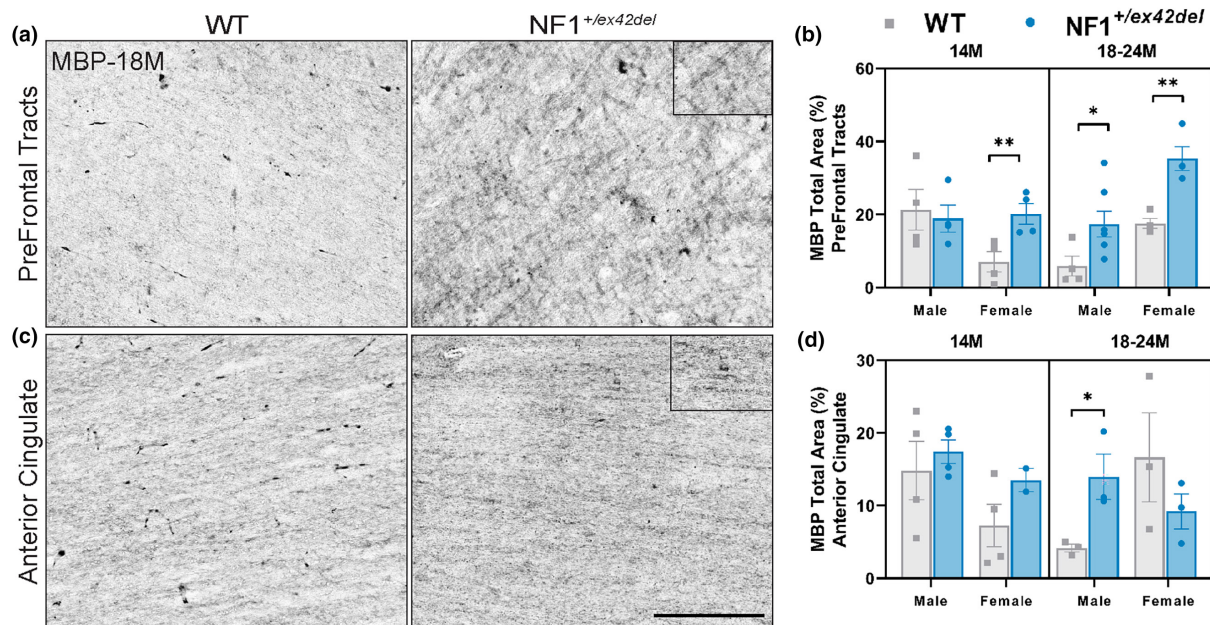 WT
NF1+/ex42del
(a)
MBP-18M
PreFrontal Tracts
(c)
Anterior Cingulate
(b)
WT
NF1+/ex42del
14M
18-24M
MBP Total Area (%)
PreFrontal Tracts
60
40
20
0
**
*
**
Male
Female
Male
Female
(d)
14M
18-24M
MBP Total Area (%)
Anterior Cingulate
30
20
10
0
*
Male
Female
Male
Female